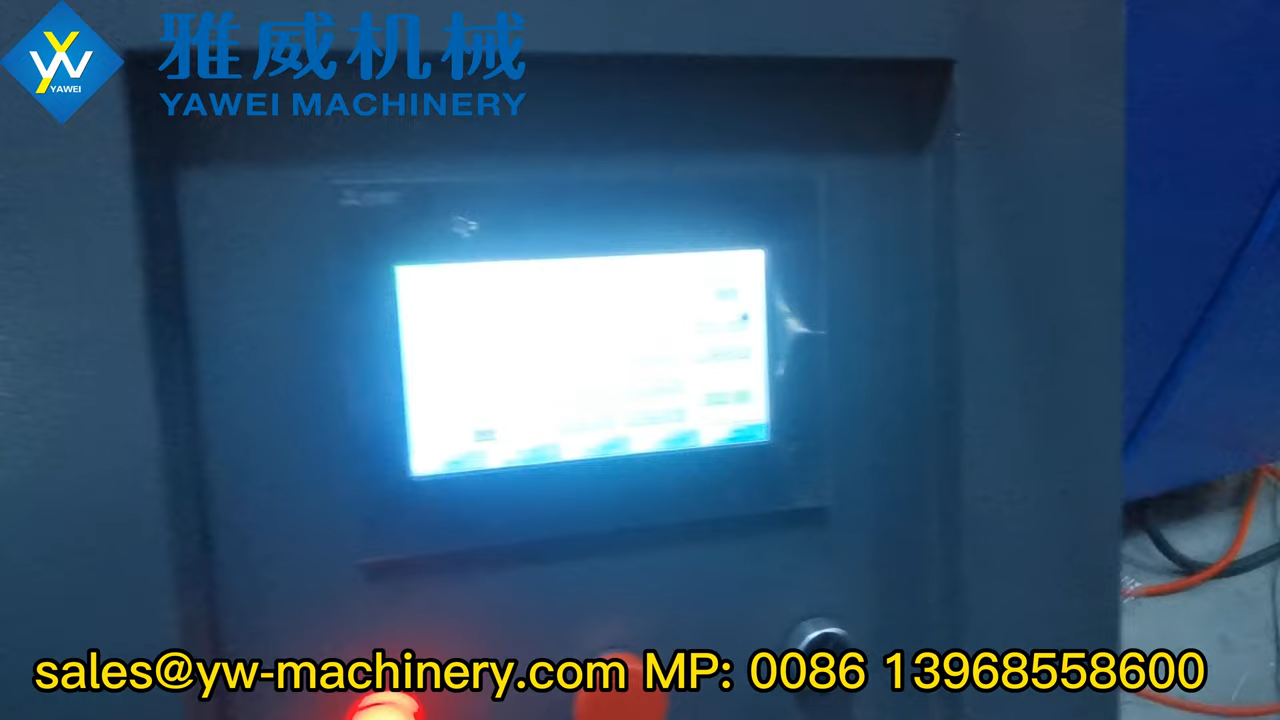 YW
YAWEI
雅威机械
YAWEI MACHINERY
sales@yw-machinery.com MP: 0086 13968558600